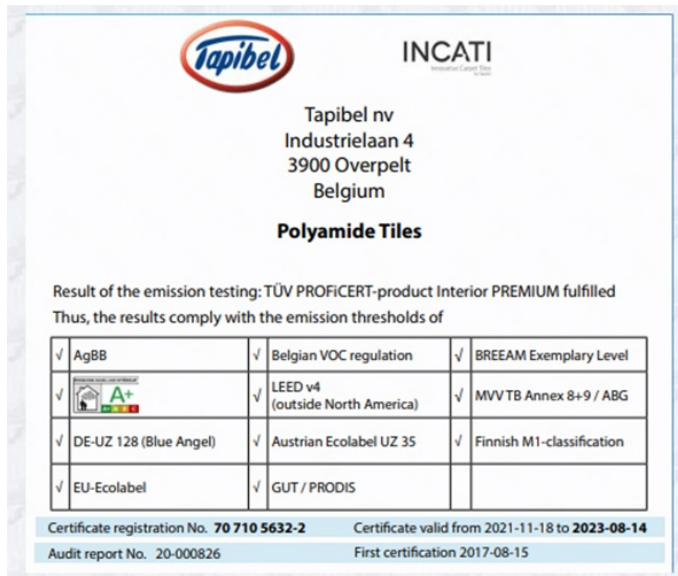 Tapibel
INCATI
Innovative Carpet Tiles
Tapibel nv
Industrielaan 4
3900 Overpelt
Belgium
Polyamide Tiles
Result of the emission testing: TÜV PROFiCERT-product Interior PREMIUM fulfilled
Thus, the results comply with the emission thresholds of
√ AgBB √ Belgian VOC regulation √ BREEAM Exemplary Level
√ A+ √ LEED v4
(outside North America) √ MVV TB Annex 8+9 / ABG
√ DE-UZ 128 (Blue Angel) √ Austrian Ecolabel UZ 35 √ Finnish M1-classification
√ EU-Ecolabel √ GUT / PRODIS
Certificate registration No. 70 710 5632-2 Certificate valid from 2021-11-18 to 2023-08-14
Audit report No. 20-000826 First certification 2017-08-15